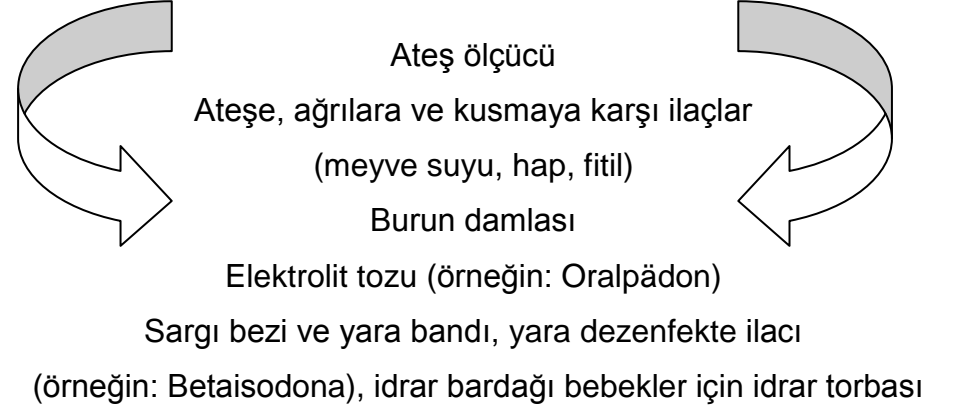 Ateş ölçücü
Ateşe, ağrılara ve kusmaya karşı ilaçlar
(meyve suyu, hap, fitil)
Burun damlası
Elektrolit tozu (örneğin: Oralpädon)
Sargı bezi ve yara bandı, yara dezenfekte ilacı
(örneğin: Betaisodona), idrar bardağı bebekler için idrar torbası